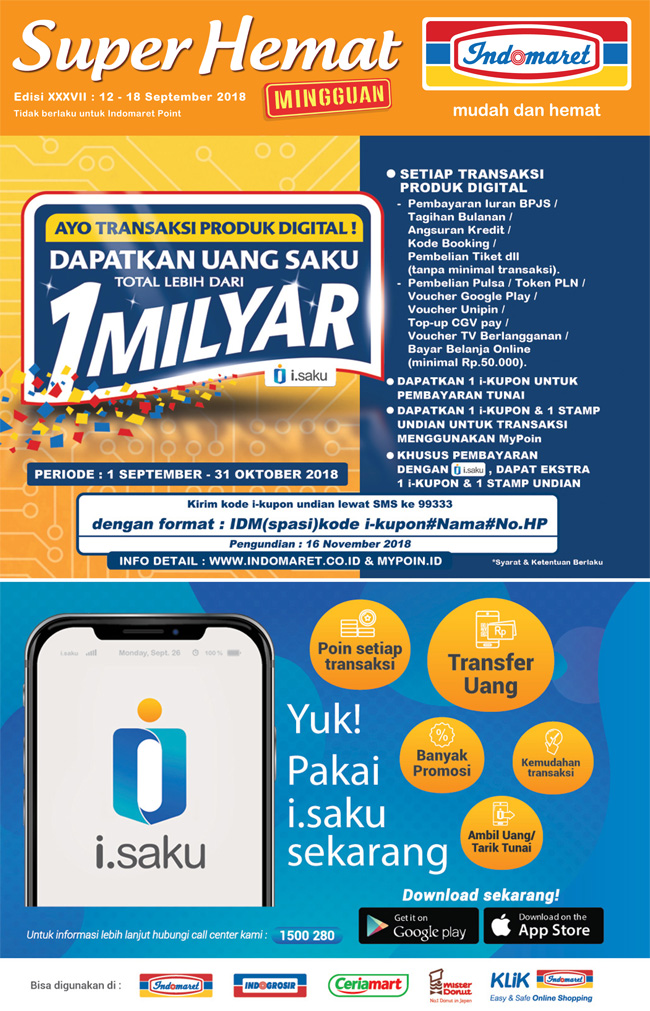 Super Hemat
Edisi XXXVII : 12 - 18 September 2018
MINGGUAN
Tidak berlaku untuk Indomaret Point
Indomaret
mudah dan hemat
AYO TRANSAKSI PRODUK DIGITAL !
DAPATKAN UANG SAKU
TOTAL LEBIH DARI
1 MILYAR
i.saku
PERIODE : 1 SEPTEMBER - 31 OKTOBER 2018
SETIAP TRANSAKSI
PRODUK DIGITAL
- Pembayaran Iuran BPJS /
Tagihan Bulanan /
Angsuran Kredit /
Kode Booking /
Pembelian Tiket dll
(tanpa minimal transaksi).
- Pembelian Pulsa / Token PLN /
Voucher Google Play /
Voucher Unipin /
Top-up CGV pay /
Voucher TV Berlangganan /
Bayar Belanja Online
(minimal Rp.50.000).
DAPATKAN 1 i-KUPON UNTUK
PEMBAYARAN TUNAI
DAPATKAN 1 i-KUPON & 1 STAMP
UNDIAN UNTUK TRANSAKSI
MENGGUNAKAN MyPoin
KHUSUS PEMBAYARAN
DENGAN i.saku , DAPAT EKSTRA
1 i-KUPON & 1 STAMP UNDIAN
Kirim kode i-kupon undian lewat SMS ke 99333
dengan format : IDM(spasi)kode i-kupon#Nama#No.HP
Pengundian : 16 November 2018
INFO DETAIL : WWW.INDOMARET.CO.ID & MYPOIN.ID
*Syarat & Ketentuan Berlaku
i.saku Monday, Sept. 26 100 %
i.saku
Yuk!
Pakai
i.saku
sekarang
Poin setiap
transaksi
Rp
Transfer
Uang
%
Banyak
Promosi
Kemudahan
transaksi
Ambil Uang/
Tarik Tunai
Download sekarang!
Get it on
Google play
Download on the
App Store
Untuk informasi lebih lanjut hubungi call center kami : 1500 280
Bisa digunakan di :
Indomaret
INDOGROSIR
Ceriamart
mister
Donut
No.1 Donut in Japan
KLiK Indomaret
Easy & Safe Online Shopping